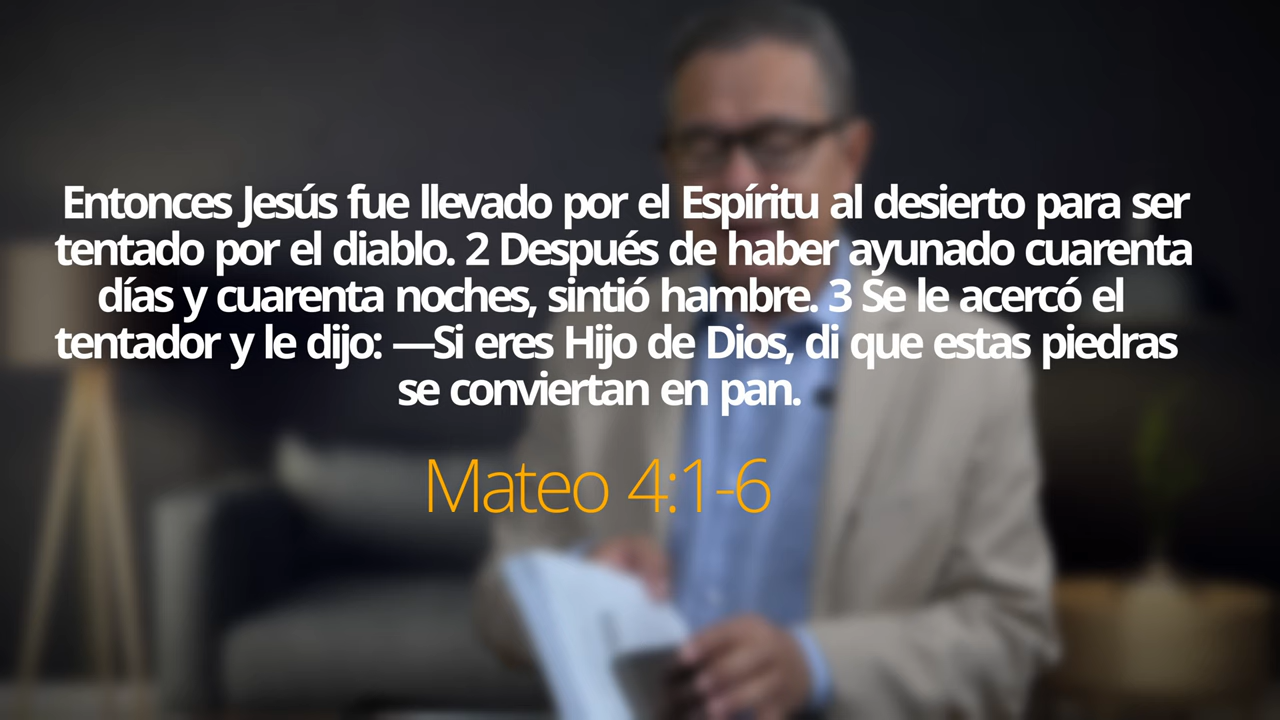 Entonces Jesús fue llevado por el Espíritu al desierto para ser
tentado por el diablo. 2 Después de haber ayunado cuarenta
días y cuarenta noches, sintió hambre. 3 Se le acercó el
tentador y le dijo: —Si eres Hijo de Dios, di que estas piedras
se conviertan en pan.
Mateo 4:1-6